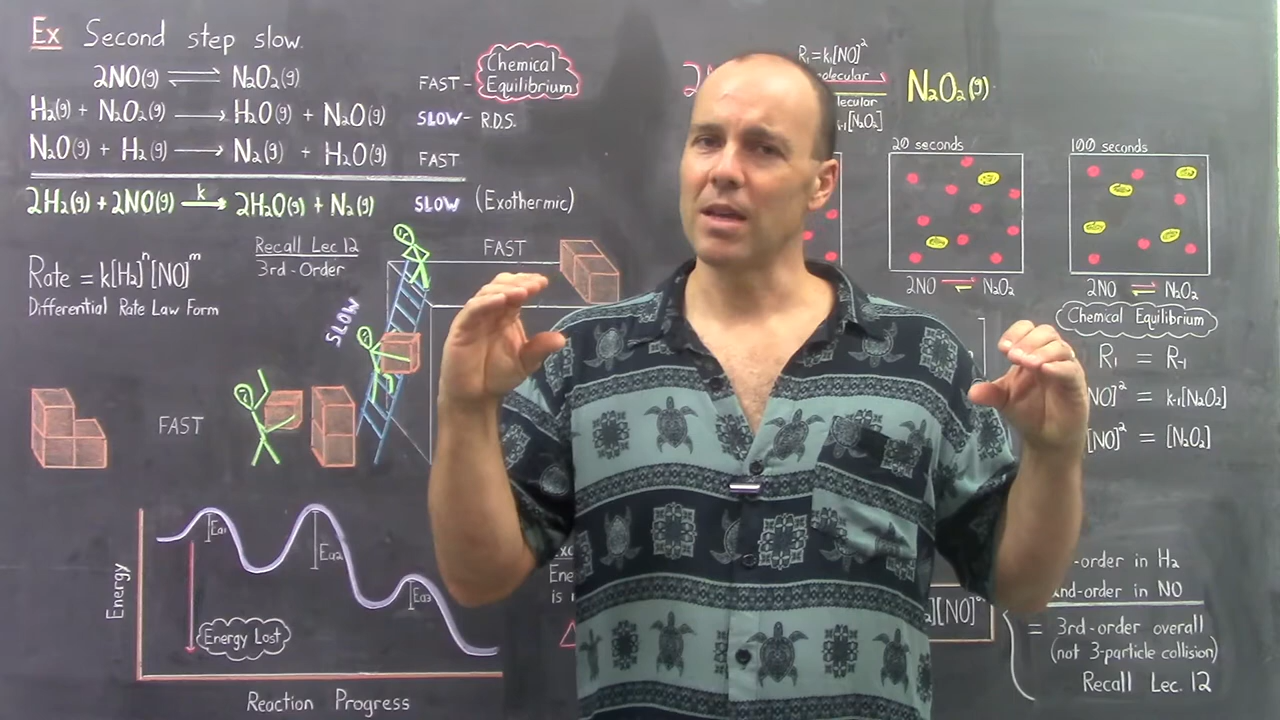 Ex Second step slow.
2NO(g) ⇌ N₂O₂(g)
FAST - Chemical Equilibrium
H₂(g) + N₂O₂(g) → H₂O(g) + N₂O(g)
SLOW - R.D.S.
N₂O(g) + H₂(g) → N₂(g) + H₂O(g)
FAST
2H₂(g) + 2NO(g) →k 2H₂O(g) + N₂(g)
SLOW (Exothermic)
Rate = k[H₂]ⁿ[NO]ᵐ
Differential Rate Law Form
Recall Lec 12
3rd-Order
FAST
SLOW
FAST
Energy
Ea1
Ea2
Ea3
Energy Lost
Reaction Progress
R₁ = k₁[NO]²
N₂O₂(g)
[N₂O₂]
20 seconds
2NO ⇌ N₂O₂
100 seconds
2NO ⇌ N₂O₂
Chemical Equilibrium
R₁ = R₋₁
[NO]² = k₋₁[N₂O₂]
[NO]² = [N₂O₂]
[NO]
-order in H₂
-order in NO
= 3rd-order overall
(not 3-particle collision)
Recall Lec. 12